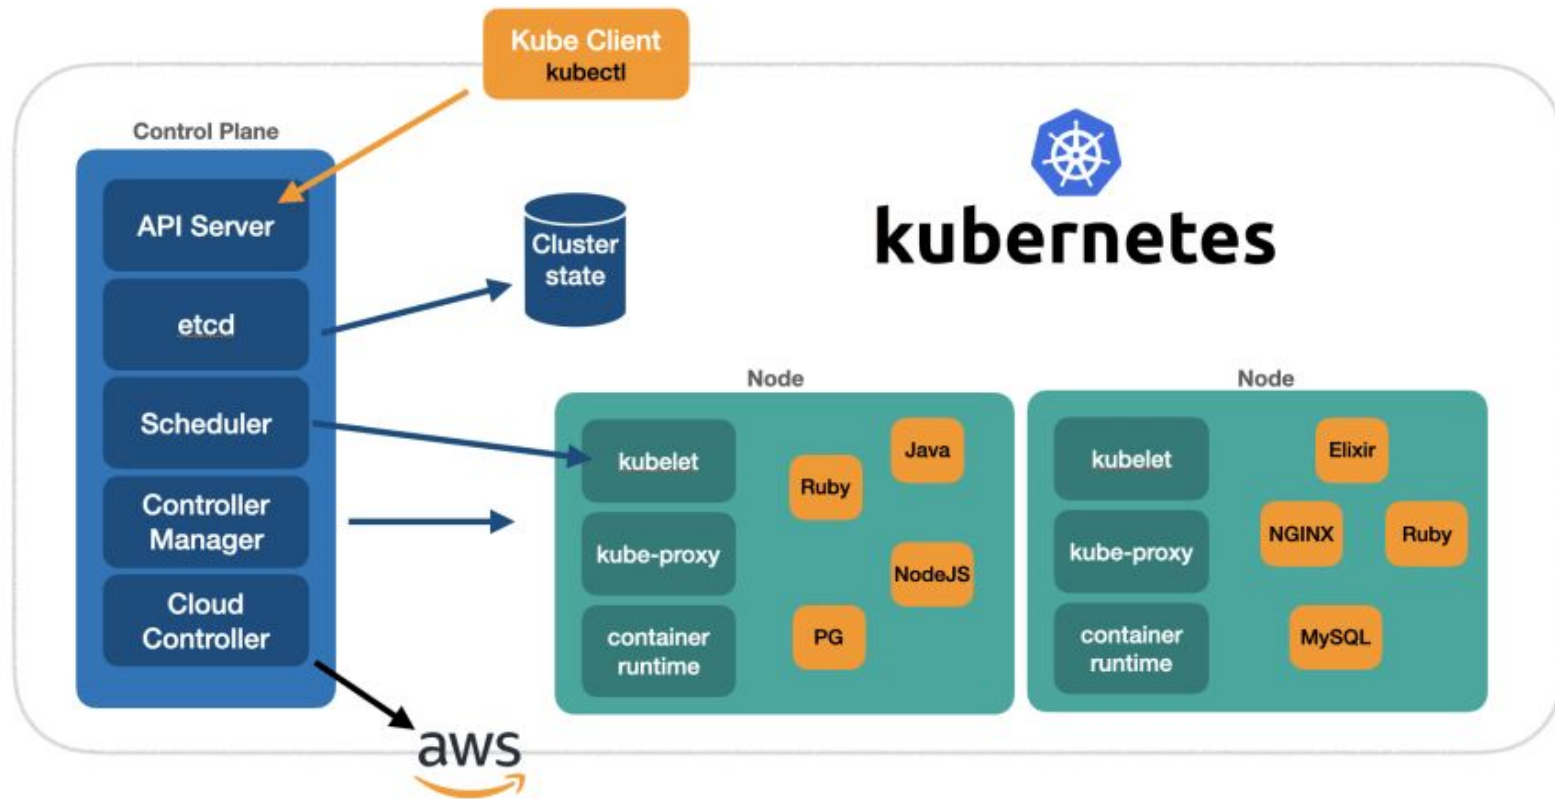 Kube Client
kubectl
Control Plane
API Server
etcd
Scheduler
Controller
Manager
Cloud
Controller
Cluster
state
kubernetes
Node
kubelet
kube-proxy
container
runtime
Java
Ruby
NodeJS
PG
Node
kubelet
kube-proxy
container
runtime
Elixir
NGINX
Ruby
MySQL
aws